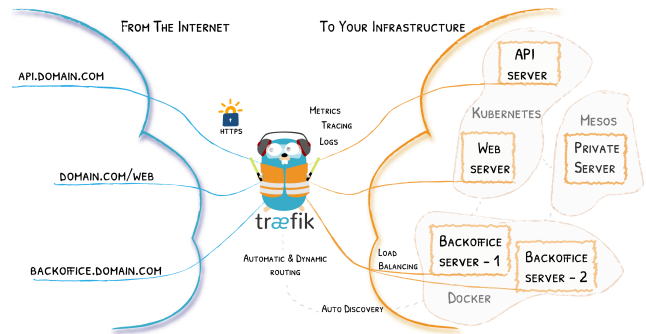 From The Internet
To Your Infrastructure
api.domain.com
domain.com/web
backoffice.domain.com
HTTPS
Metrics
Tracing
Logs
træfik
Automatic & Dynamic
routing
Auto Discovery
Load
Balancing
API
server
Kubernetes
Web
server
Mesos
Private
Server
Backoffice
server - 1
Backoffice
server - 2
Docker